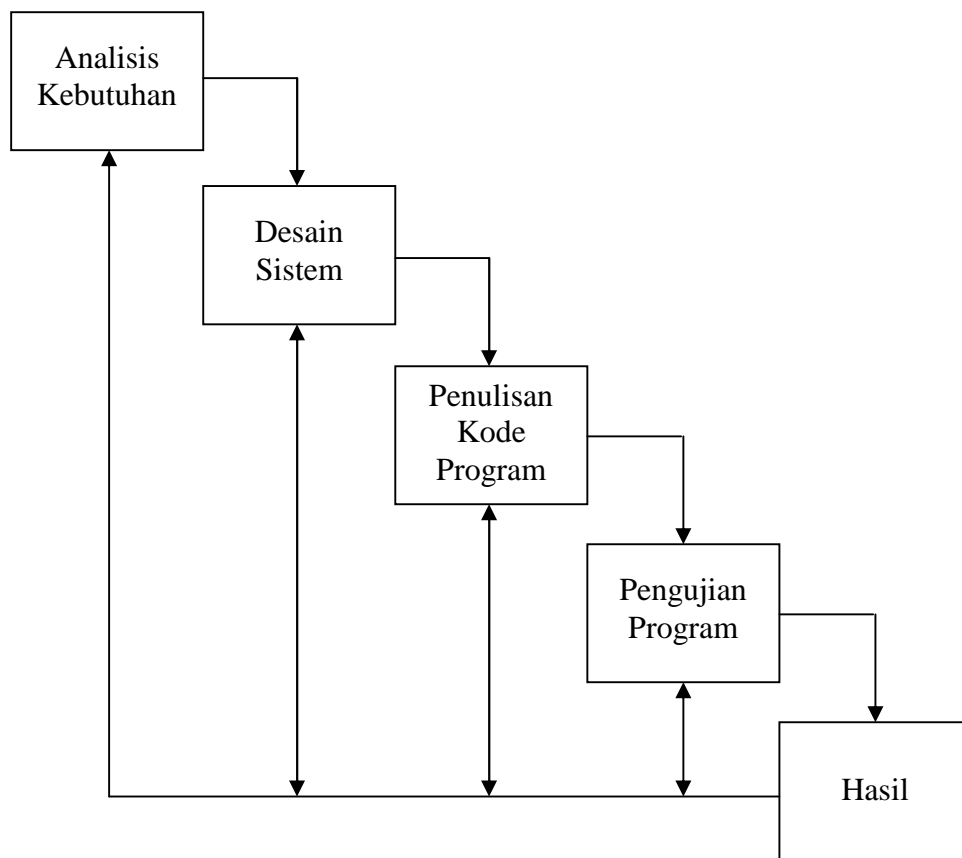 Analisis
Kebutuhan
Desain
Sistem
Penulisan
Kode
Program
Pengujian
Program
Hasil